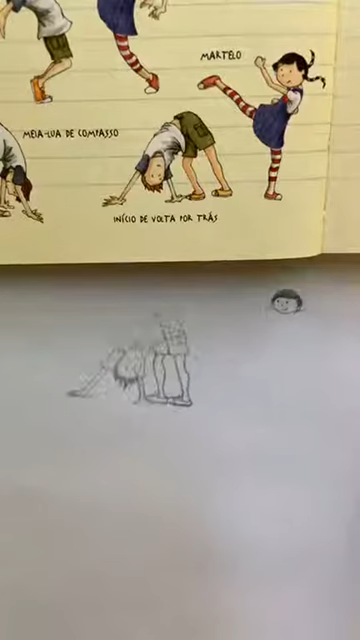 MARTELO
MEIA-LUA DE COMPASSO
INÍCIO DE VOLTA POR TRÁS